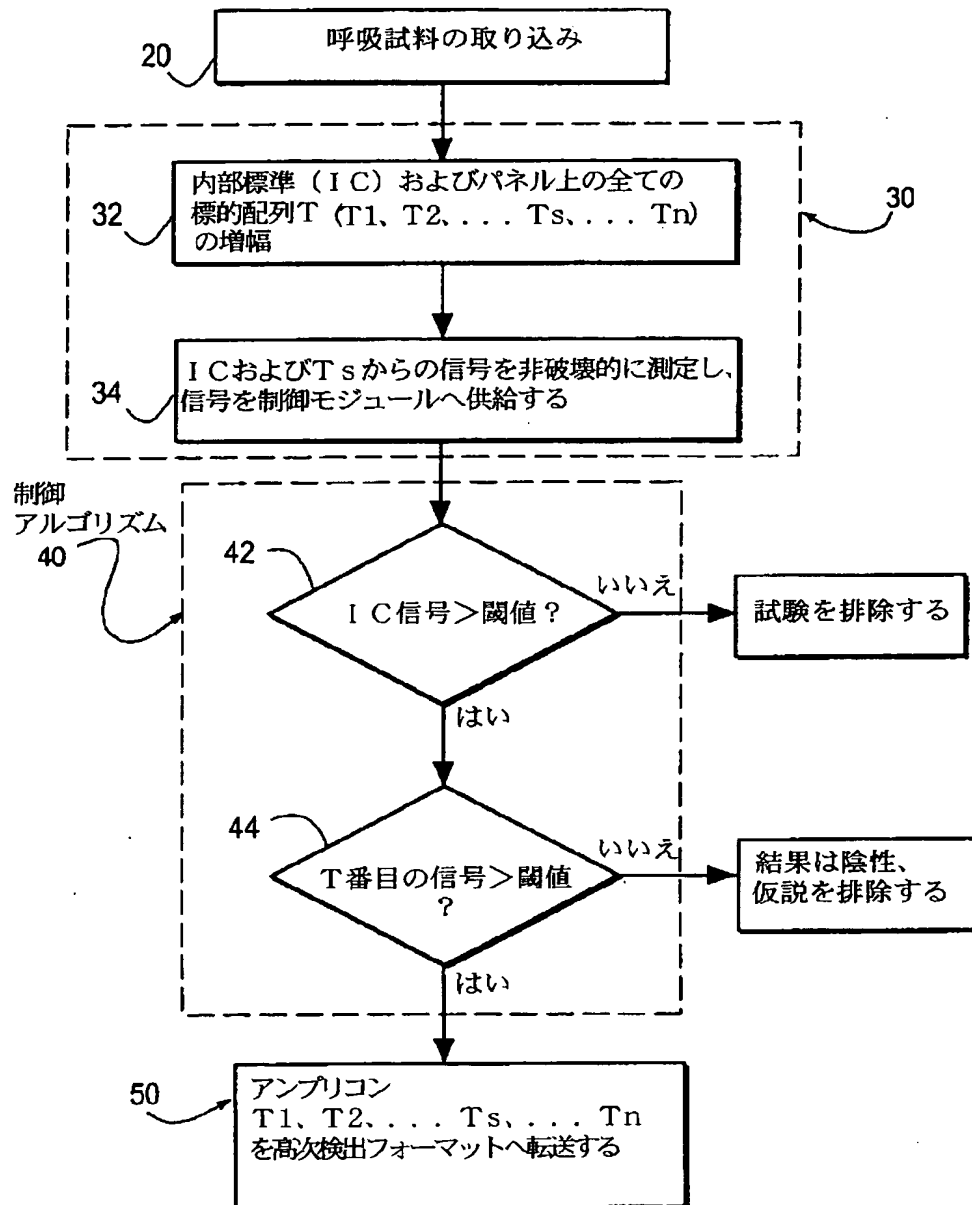 呼吸試料の取り込み
20
内部標準（ＩＣ）およびパネル上の全ての
標的配列Ｔ（Ｔ1、Ｔ2、．．．Ｔs、．．．Ｔn）
の増幅
32
30
ＩＣおよびＴｓからの信号を非破壊的に測定し、
信号を制御モジュールへ供給する
34
制御
アルゴリズム
40
42
ＩＣ信号＞閾値？
いいえ
試験を排除する
はい
44
Ｔ番目の信号＞閾値
？
いいえ
結果は陰性、
仮説を排除する
はい
50
アンプリコン
Ｔ1、Ｔ2、．．．Ｔｓ、．．．Ｔn
を高次検出フォーマットへ転送する